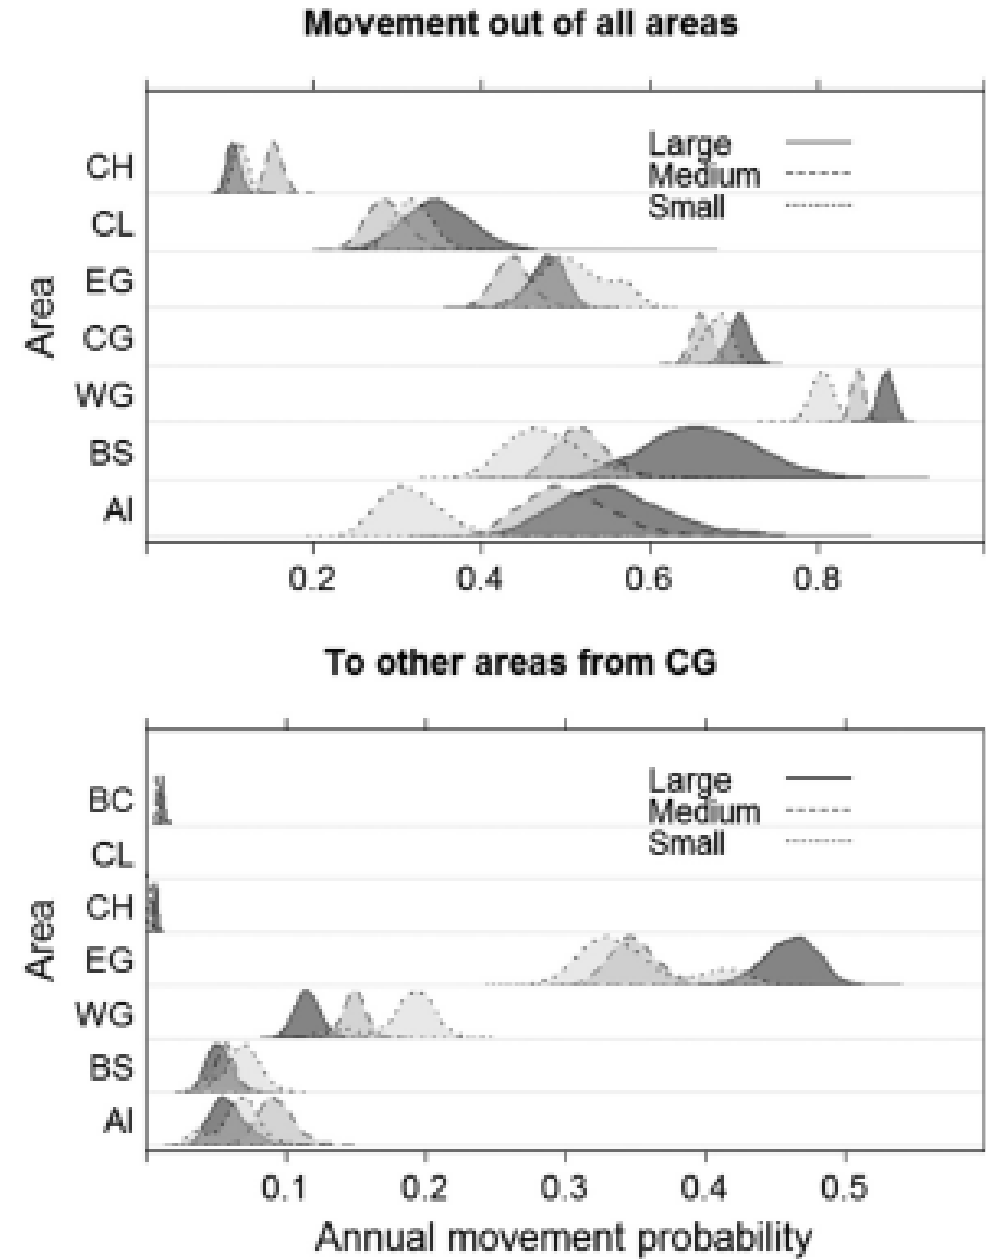 Movement out of all areas
Large
Medium
Small
CH
CL
EG
CG
WG
BS
AI
Area
0.2 0.4 0.6 0.8
To other areas from CG
Large
Medium
Small
BC
CL
CH
EG
WG
BS
AI
Area
0.1 0.2 0.3 0.4 0.5
Annual movement probability